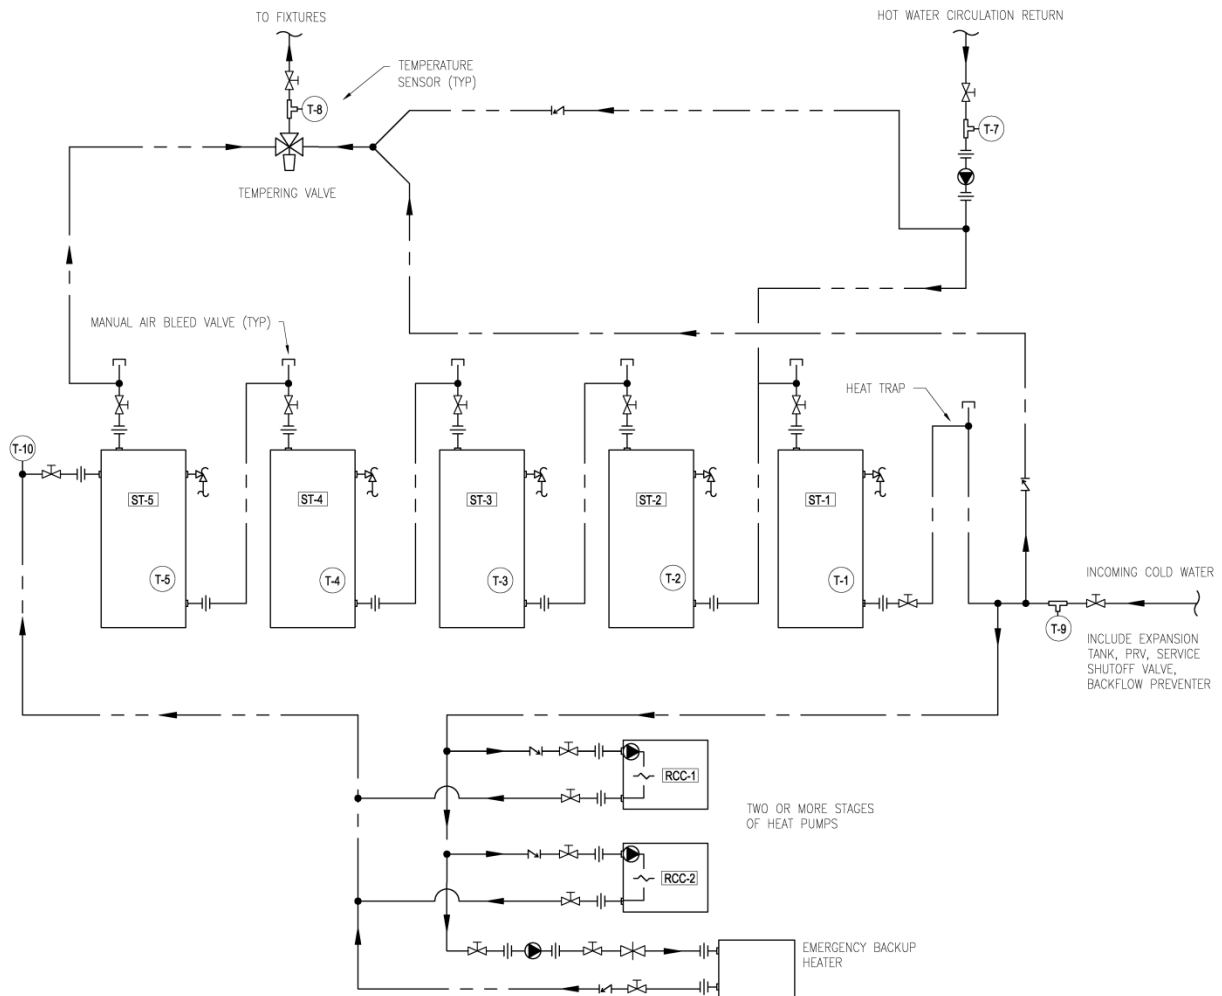 TO FIXTURES
HOT WATER CIRCULATION RETURN
TEMPERATURE
SENSOR (TYP)
T-8
T-7
TEMPERING VALVE
MANUAL AIR BLEED VALVE (TYP)
HEAT TRAP
T-10
ST-5
ST-4
ST-3
ST-2
ST-1
T-5
T-4
T-3
T-2
T-1
INCOMING COLD WATER
T-9
INCLUDE EXPANSION
TANK, PRV, SERVICE
SHUTOFF VALVE,
BACKFLOW PREVENTER
RCC-1
TWO OR MORE STAGES
OF HEAT PUMPS
RCC-2
EMERGENCY BACKUP
HEATER